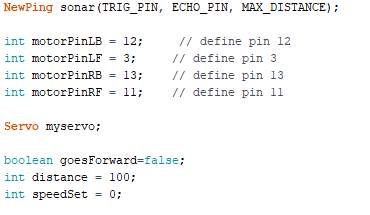 NewPing sonar(TRIG_PIN, ECHO_PIN, MAX_DISTANCE);
int motorPinLB = 12;     // define pin 12
int motorPinLF = 3;     // define pin 3
int motorPinRB = 13;    // define pin 13
int motorPinRF = 11;    // define pin 11
Servo myservo;
boolean goesForward=false;
int distance = 100;
int speedSet = 0;